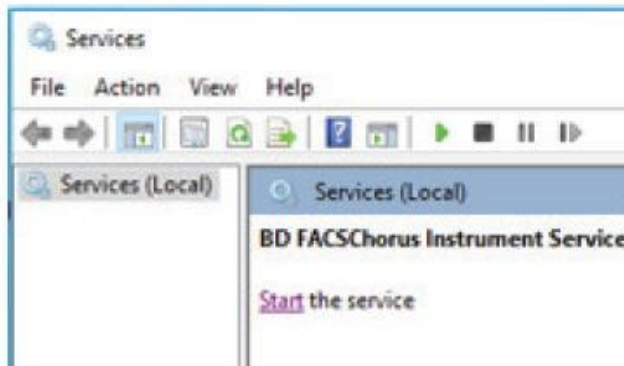 Services
File Action View Help
Services (Local)
Services (Local)
BD FACSChorus Instrument Service
Start the service